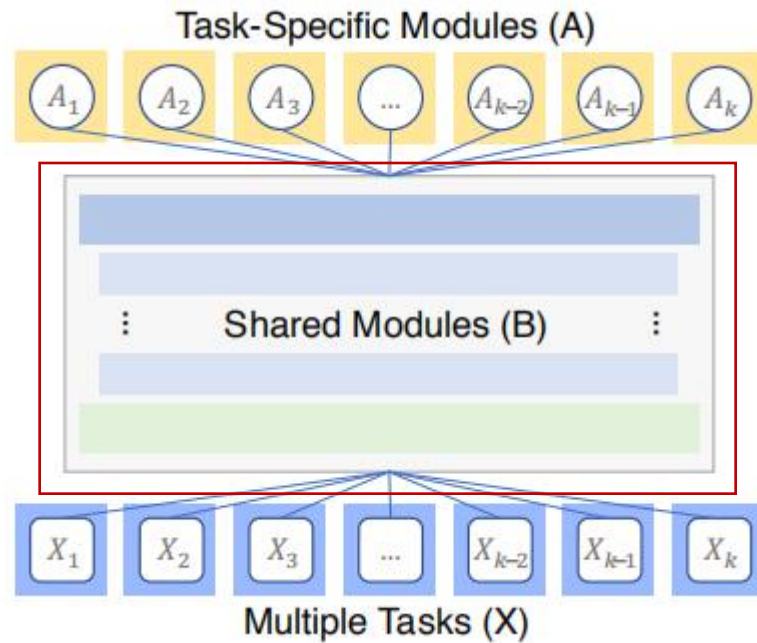 Task-Specific Modules (A)
A₁ A₂ A₃ ... Aₖ₋₂ Aₖ₋₁ Aₖ
⋮ Shared Modules (B) ⋮
X₁ X₂ X₃ ... Xₖ₋₂ Xₖ₋₁ Xₖ
Multiple Tasks (X)